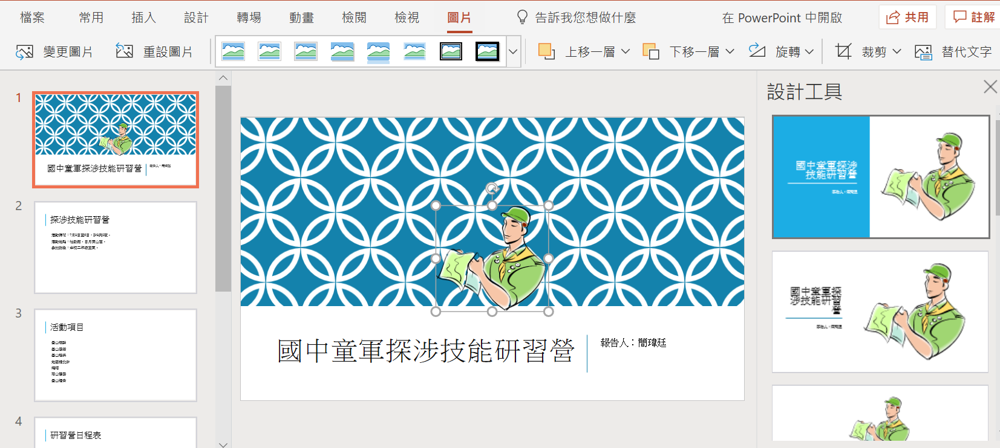 檔案 常用 插入 設計 轉場 動畫 檢閱 檢視 圖片 告訴我您想做什麼 在 PowerPoint 中開啟 共用 註解
變更圖片 重設圖片 上移一層 下移一層 旋轉 裁剪 替代文字
1
國中童軍探涉技能研習營
2
探涉技能研習營
3
活動項目
4
研習營日程表
國中童軍探涉技能研習營
報告人：簡瑋廷
設計工具
國中童軍探涉
技能研習營
國中童軍探
涉技能研習
營